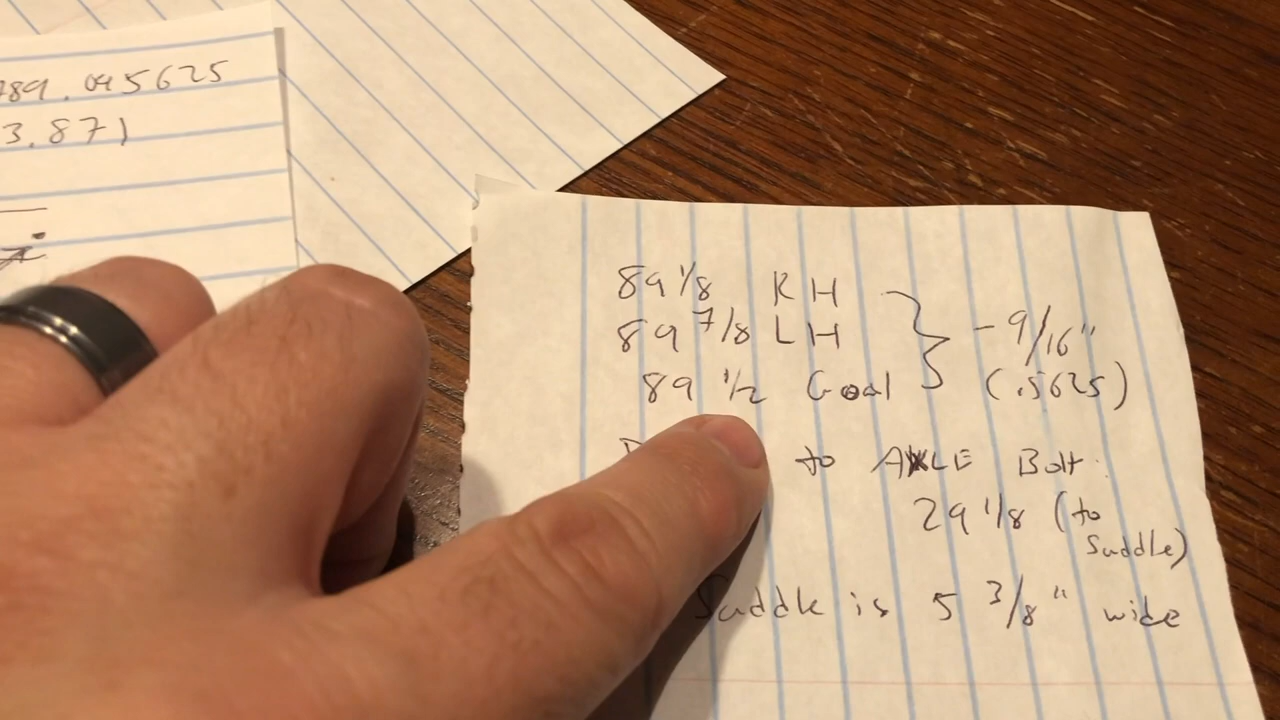 789.045625
3.871
89 1/8 RH
89 7/8 LH
89 1/2 Goal
- 9/16"
(.5625)
to AXLE Bolt
29 1/8 (to
Saddle)
Saddle is 5 3/8" wide